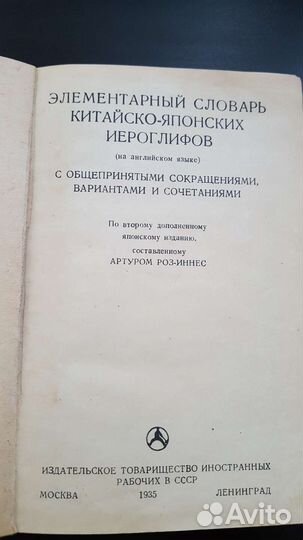 ЭЛЕМЕНТАРНЫЙ СЛОВАРЬ
КИТАЙСКО-ЯПОНСКИХ
ИЕРОГЛИФОВ
(на английском языке)
С ОБЩЕПРИНЯТЫМИ СОКРАЩЕНИЯМИ,
ВАРИАНТАМИ И СОЧЕТАНИЯМИ
По второму дополненному
японскому изданию,
составленному
АРТУРОМ РОЗ-ИННЕС
ИЗДАТЕЛЬСКОЕ ТОВАРИЩЕСТВО ИНОСТРАННЫХ
РАБОЧИХ В СССР
МОСКВА 1935 ЛЕНИНГРАД
Avito